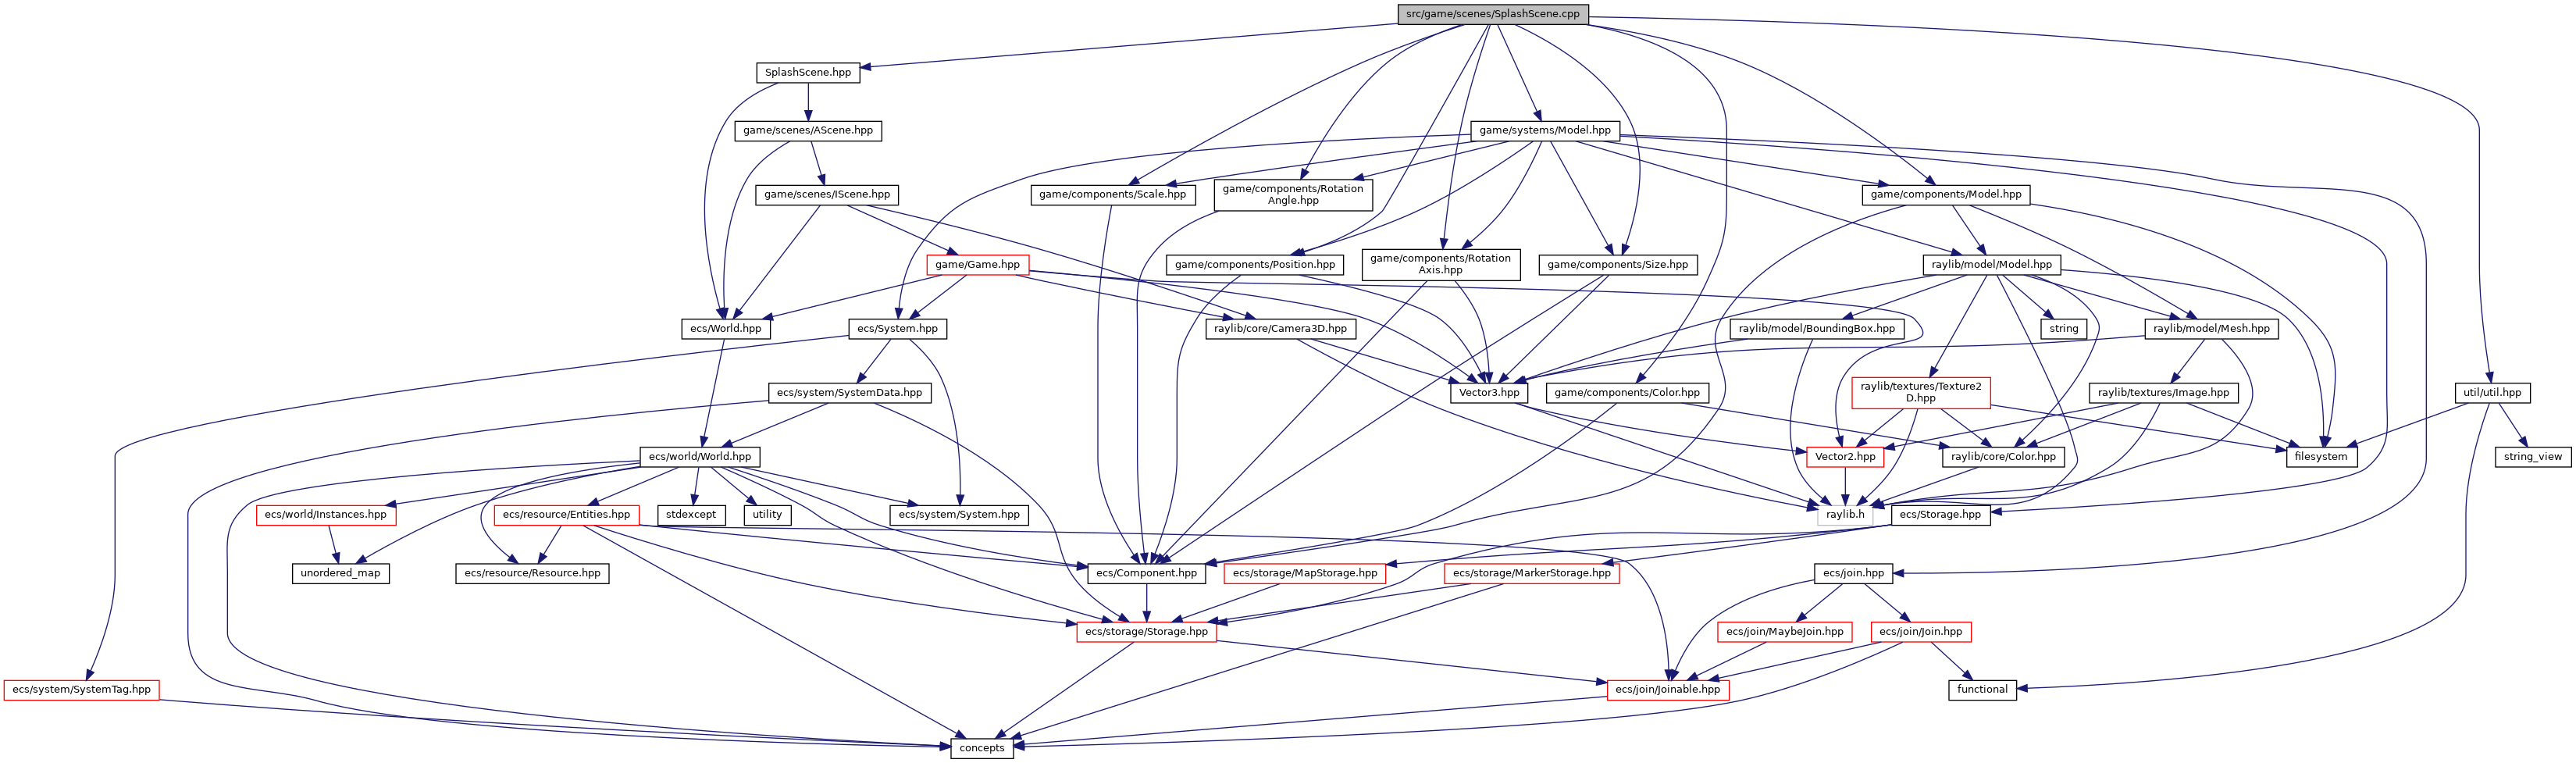 src/game/scenes/SplashScene.cpp
SplashScene.hpp
game/scenes/AScene.hpp
game/systems/Model.hpp
game/scenes/IScene.hpp
game/components/Scale.hpp
game/components/Rotation
Angle.hpp
game/components/Model.hpp
game/Game.hpp
game/components/Position.hpp
game/components/Rotation
Axis.hpp
game/components/Size.hpp
raylib/model/Model.hpp
ecs/World.hpp
ecs/System.hpp
raylib/core/Camera3D.hpp
raylib/model/BoundingBox.hpp
string
raylib/model/Mesh.hpp
ecs/system/SystemData.hpp
Vector3.hpp
game/components/Color.hpp
raylib/textures/Texture2
D.hpp
raylib/textures/Image.hpp
util/util.hpp
ecs/world/World.hpp
Vector2.hpp
raylib/core/Color.hpp
filesystem
string_view
ecs/world/Instances.hpp
ecs/resource/Entities.hpp
stdexcept
utility
ecs/system/System.hpp
raylib.h
ecs/Storage.hpp
unordered_map
ecs/resource/Resource.hpp
ecs/Component.hpp
ecs/storage/MapStorage.hpp
ecs/storage/MarkerStorage.hpp
ecs/join.hpp
ecs/storage/Storage.hpp
ecs/join/MaybeJoin.hpp
ecs/join/Join.hpp
ecs/system/SystemTag.hpp
ecs/join/Joinable.hpp
functional
concepts